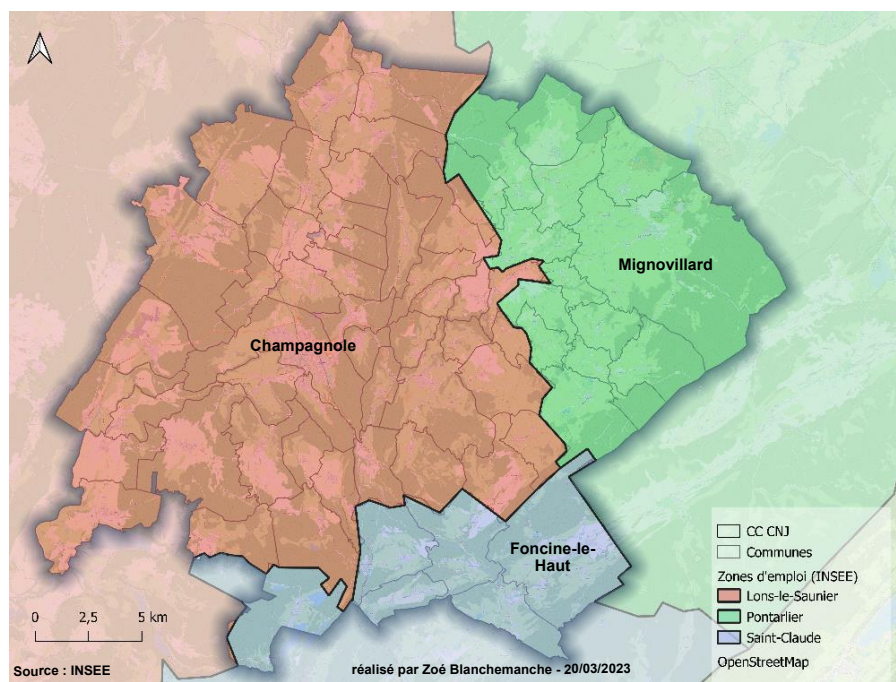 Mignovillard
Champagnole
Foncine-le-
Haut
CC CNJ
Communes
Zones d'emploi (INSEE)
Lons-le-Saunier
Pontarlier
Saint-Claude
OpenStreetMap
0 2,5 5 km
Source : INSEE
réalisé par Zoé Blanchemanche - 20/03/2023